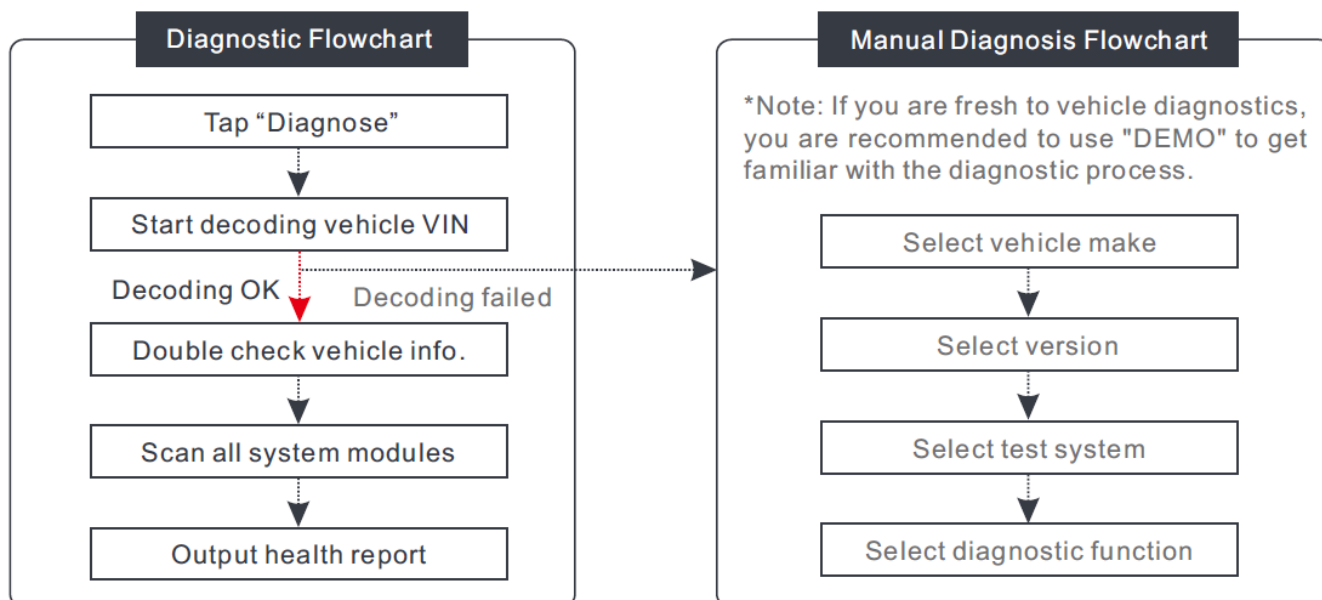 Diagnostic Flowchart
Tap “Diagnose”
Start decoding vehicle VIN
Decoding OK
Decoding failed
Double check vehicle info.
Scan all system modules
Output health report
Manual Diagnosis Flowchart
*Note: If you are fresh to vehicle diagnostics,
you are recommended to use "DEMO" to get
familiar with the diagnostic process.
Select vehicle make
Select version
Select test system
Select diagnostic function